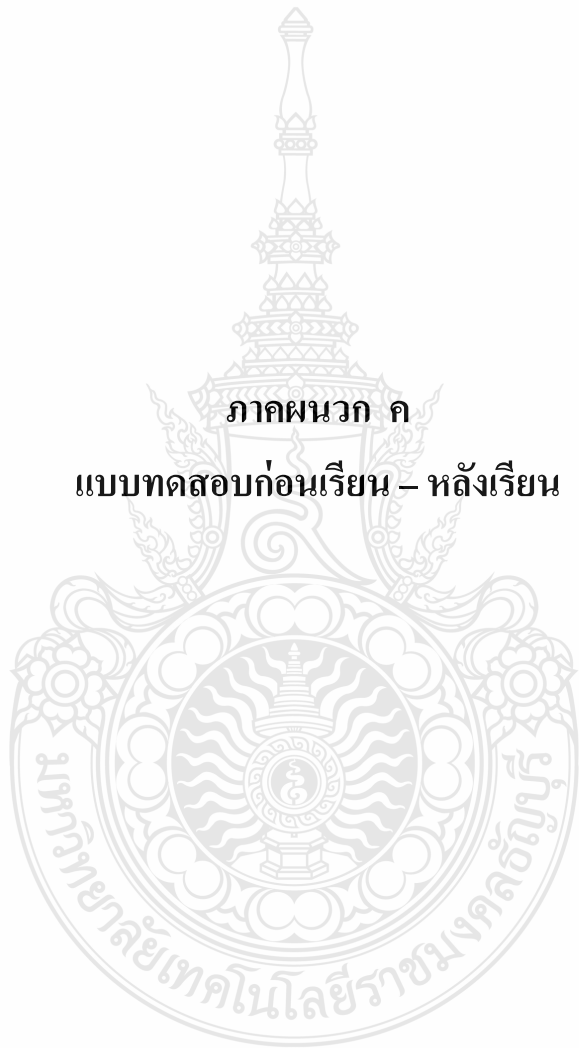 ภาคผนวก ค
แบบทดสอบก่อนเรียน – หลังเรียน
มหาวิทยาลัยเทคโนโลยีราชมงคลธัญบุรี